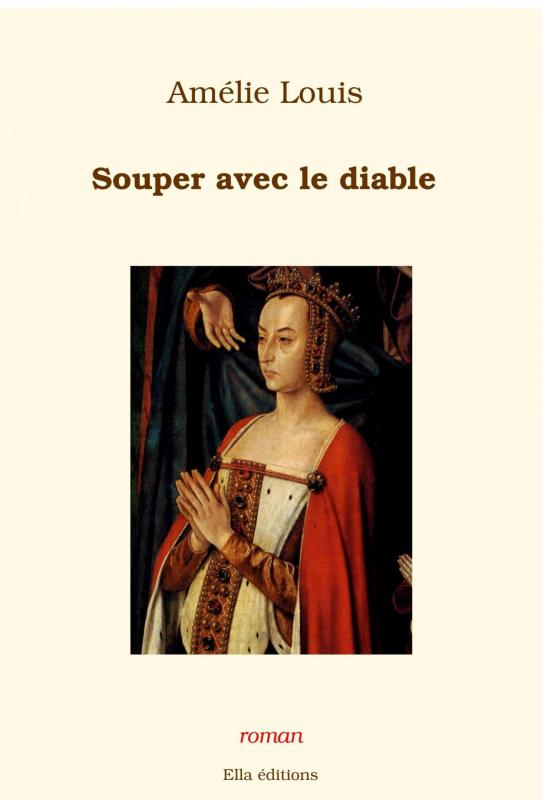 Amélie Louis
Souper avec le diable
roman
Ella éditions